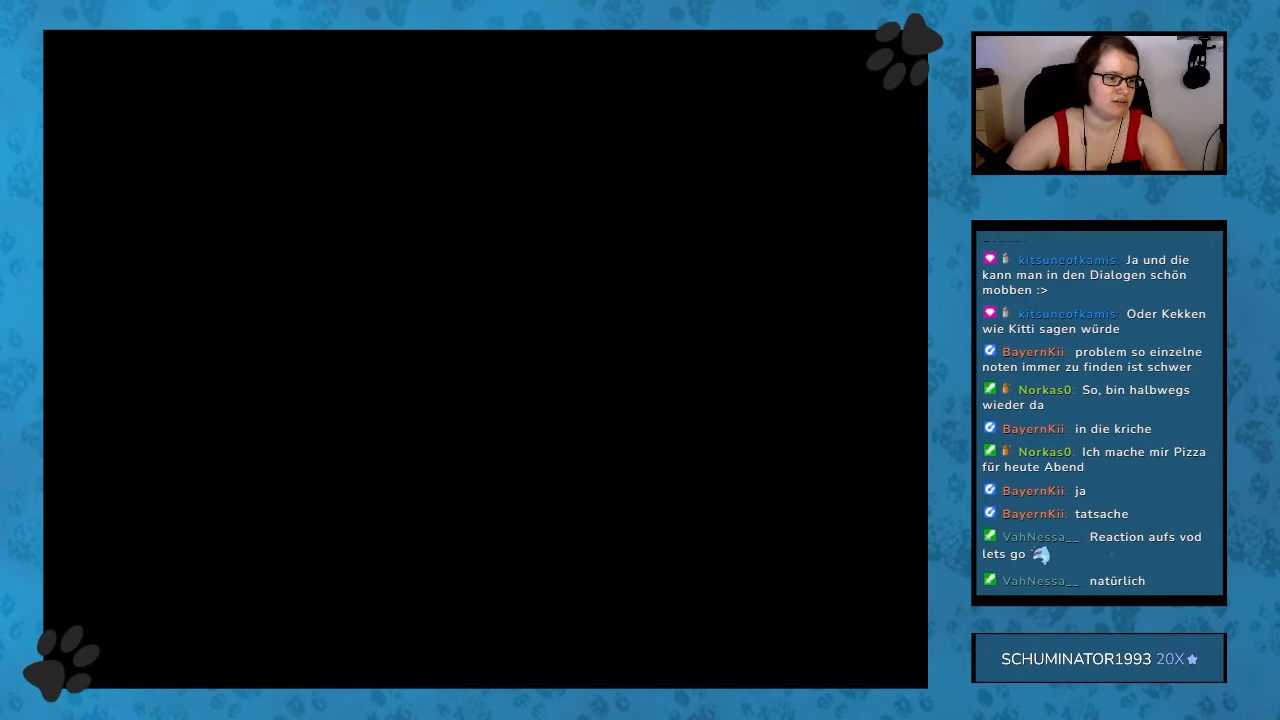 kitsuneofkamis: Ja und die
kann man in den Dialogen schön
mobben :>
kitsuneofkamis: Oder Kekken
wie Kitti sagen würde
BayernKii: problem so einzelne
noten immer zu finden ist schwer
Norkas0: So, bin halbwegs
wieder da
BayernKii: in die kriche
Norkas0: Ich mache mir Pizza
für heute Abend
BayernKii: ja
BayernKii: tatsache
VahNessa__: Reaction aufs vod
lets go
VahNessa__: natürlich
SCHUMINATOR1993 20X